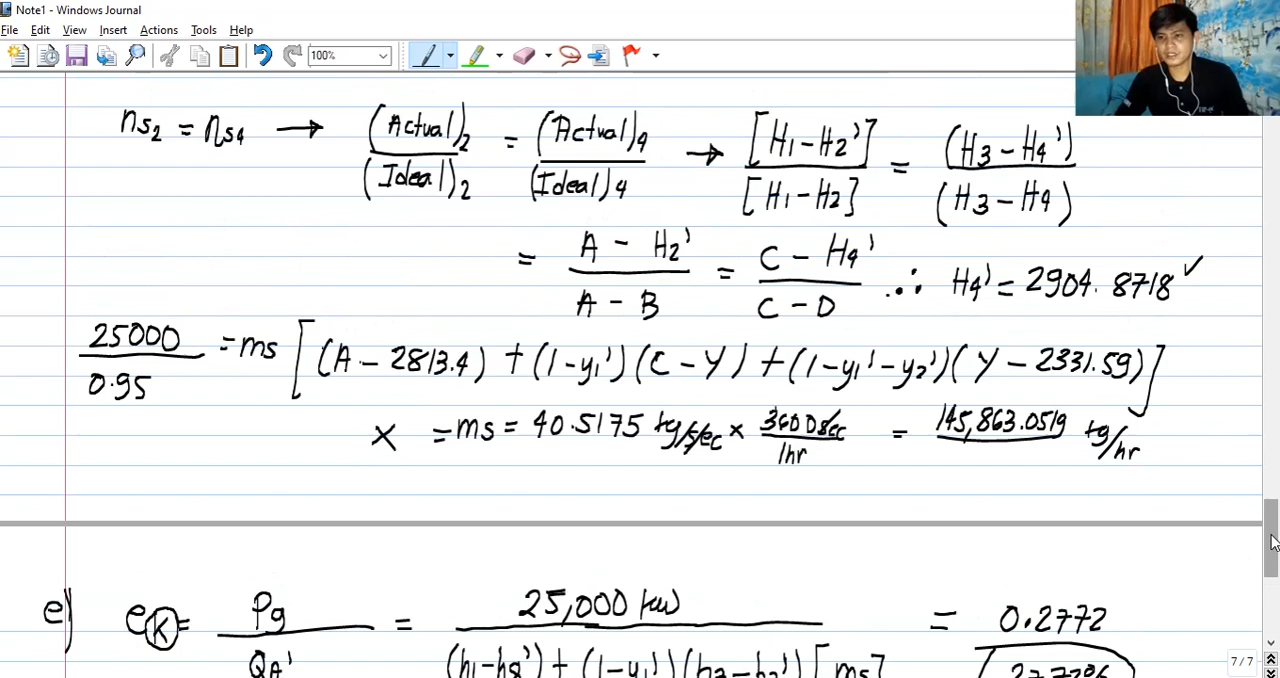 Note1 - Windows Journal
File Edit View Insert Actions Tools Help
100%
ns2 = ns4 → (Actual)2 / (Ideal)2 = (Actual)4 / (Ideal)4 → [H1-H2'] / [H1-H2] = (H3-H4') / (H3-H4)
= A - H2' / A - B = C - H4' / C - D ∴ H4' = 2904.8718 ✓
25000 / 0.95 = ms [(A - 2813.4) + (1-y1')(C - Y) + (1-y1'-y2')(Y - 2331.59)]
X = ms = 40.5175 kg/sec × 3600 sec / 1hr = 145,863.0519 kg/hr
e) eK = Pg / QA' = 25,000 kW / (h1-h8') + (1-y1')(h3-h2')[ms] = 0.2772
7 / 7